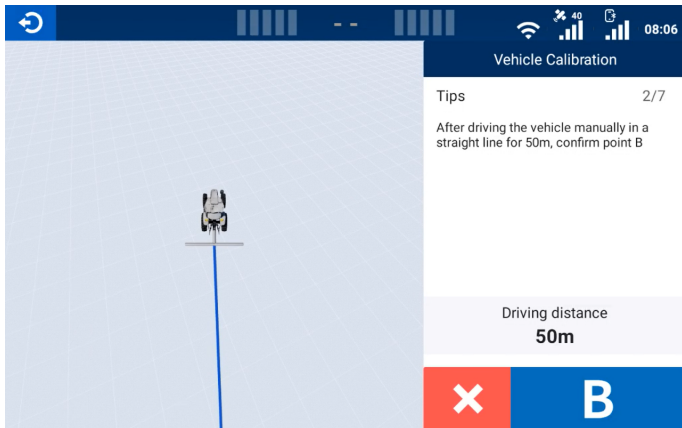 -- 
40
08:06
Vehicle Calibration
Tips 2/7
After driving the vehicle manually in a
straight line for 50m, confirm point B
Driving distance
50m
B